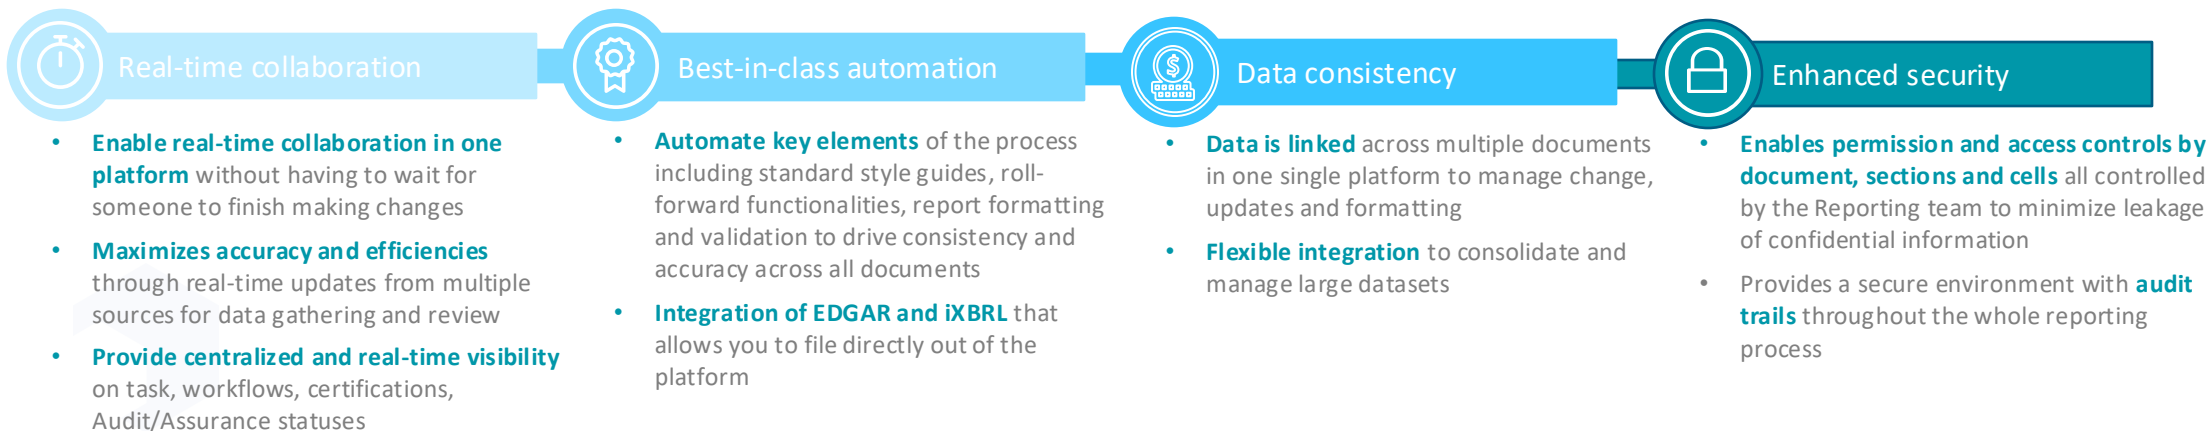 Real-time collaboration
• Enable real-time collaboration in one
platform without having to wait for
someone to finish making changes
• Maximizes accuracy and efficiencies
through real-time updates from multiple
sources for data gathering and review
• Provide centralized and real-time visibility
on task, workflows, certifications,
Audit/Assurance statuses
Best-in-class automation
• Automate key elements of the process
including standard style guides, roll-
forward functionalities, report formatting
and validation to drive consistency and
accuracy across all documents
• Integration of EDGAR and iXBRL that
allows you to file directly out of the
platform
$
Data consistency
• Data is linked across multiple documents
in one single platform to manage change,
updates and formatting
• Flexible integration to consolidate and
manage large datasets
Enhanced security
• Enables permission and access controls by
document, sections and cells all controlled
by the Reporting team to minimize leakage
of confidential information
• Provides a secure environment with audit
trails throughout the whole reporting
process